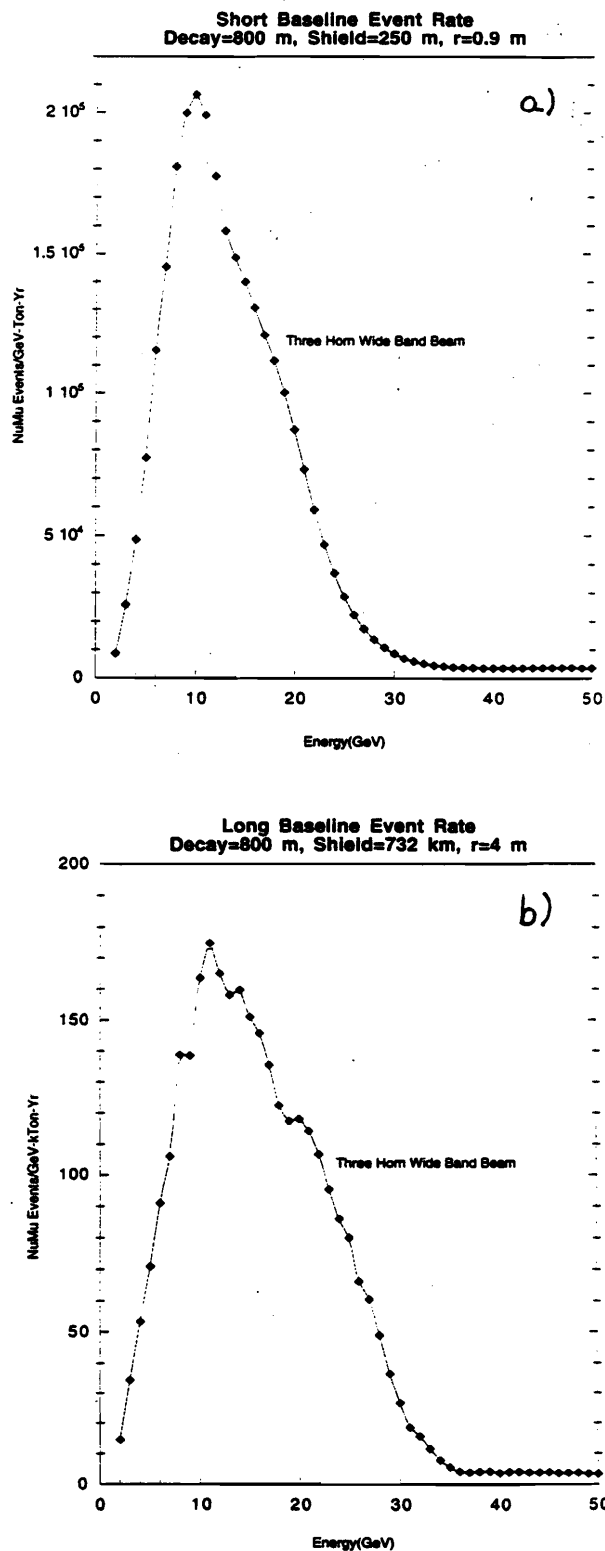 Short Baseline Event Rate
Decay=800 m, Shield=250 m, r=0.9 m
a)
2 10⁵
1.5 10⁵
1 10⁵
5 10⁴
0
NuMu Events/GeV-Ton-Yr
Three Horn Wide Band Beam
0 10 20 30 40 50
Energy(GeV)
Long Baseline Event Rate
Decay=800 m, Shield=732 km, r=4 m
b)
200
150
100
50
0
NuMu Events/GeV-kTon-Yr
Three Horn Wide Band Beam
0 10 20 30 40 50
Energy(GeV)